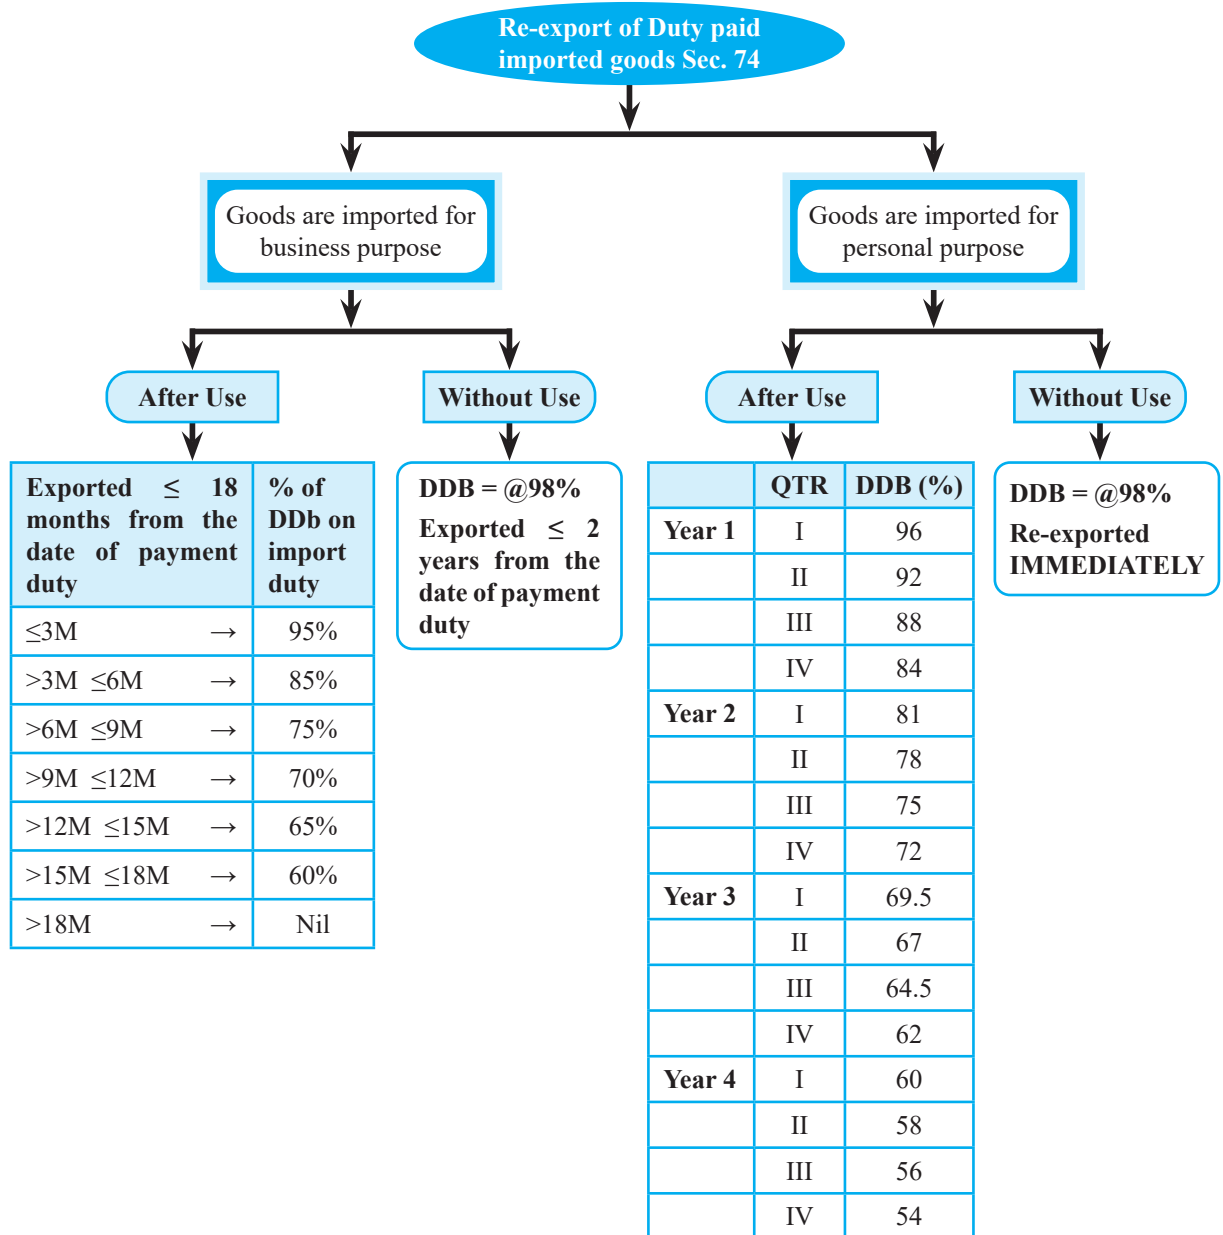 Re-export of Duty paid
imported goods Sec. 74
Goods are imported for
business purpose
Goods are imported for
personal purpose
After Use
Without Use
After Use
Without Use
Exported ≤ 18
months from the
date of payment
duty
% of
DDb on
import
duty
≤3M → 95%
>3M ≤6M → 85%
>6M ≤9M → 75%
>9M ≤12M → 70%
>12M ≤15M → 65%
>15M ≤18M → 60%
>18M → Nil
DDB = @98%
Exported ≤ 2
years from the
date of payment
duty
QTR DDB (%)
Year 1 I 96
II 92
III 88
IV 84
Year 2 I 81
II 78
III 75
IV 72
Year 3 I 69.5
II 67
III 64.5
IV 62
Year 4 I 60
II 58
III 56
IV 54
DDB = @98%
Re-exported
IMMEDIATELY